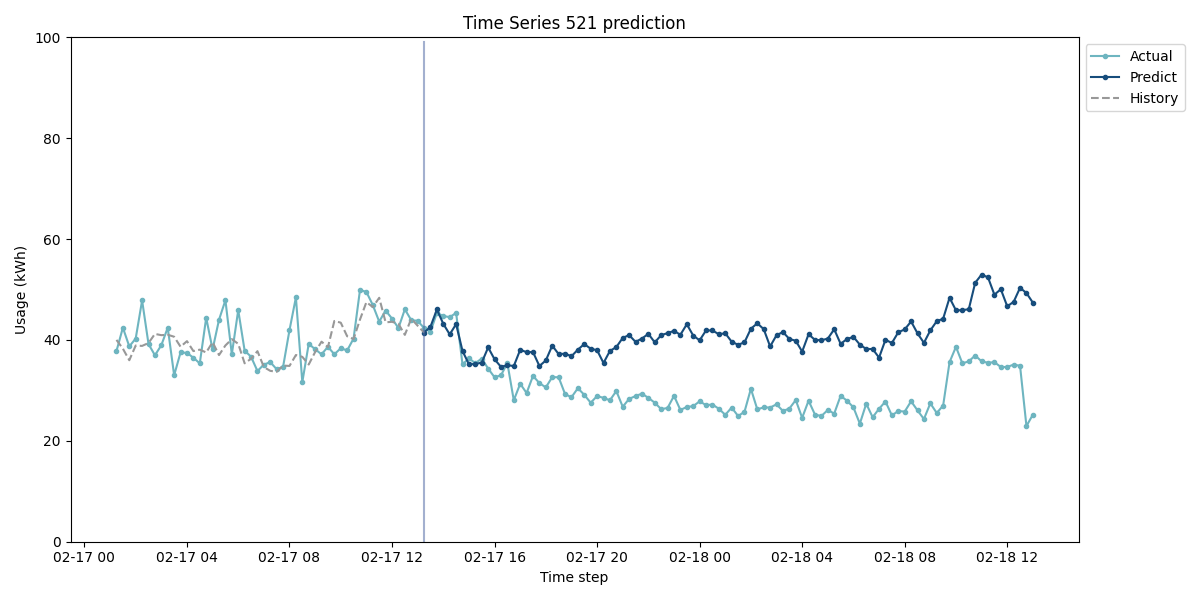 Time Series 521 prediction
100
80
60
40
20
0
Usage (kWh)
02-17 00 02-17 04 02-17 08 02-17 12 02-17 16 02-17 20 02-18 00 02-18 04 02-18 08 02-18 12
Time step
Actual
Predict
History